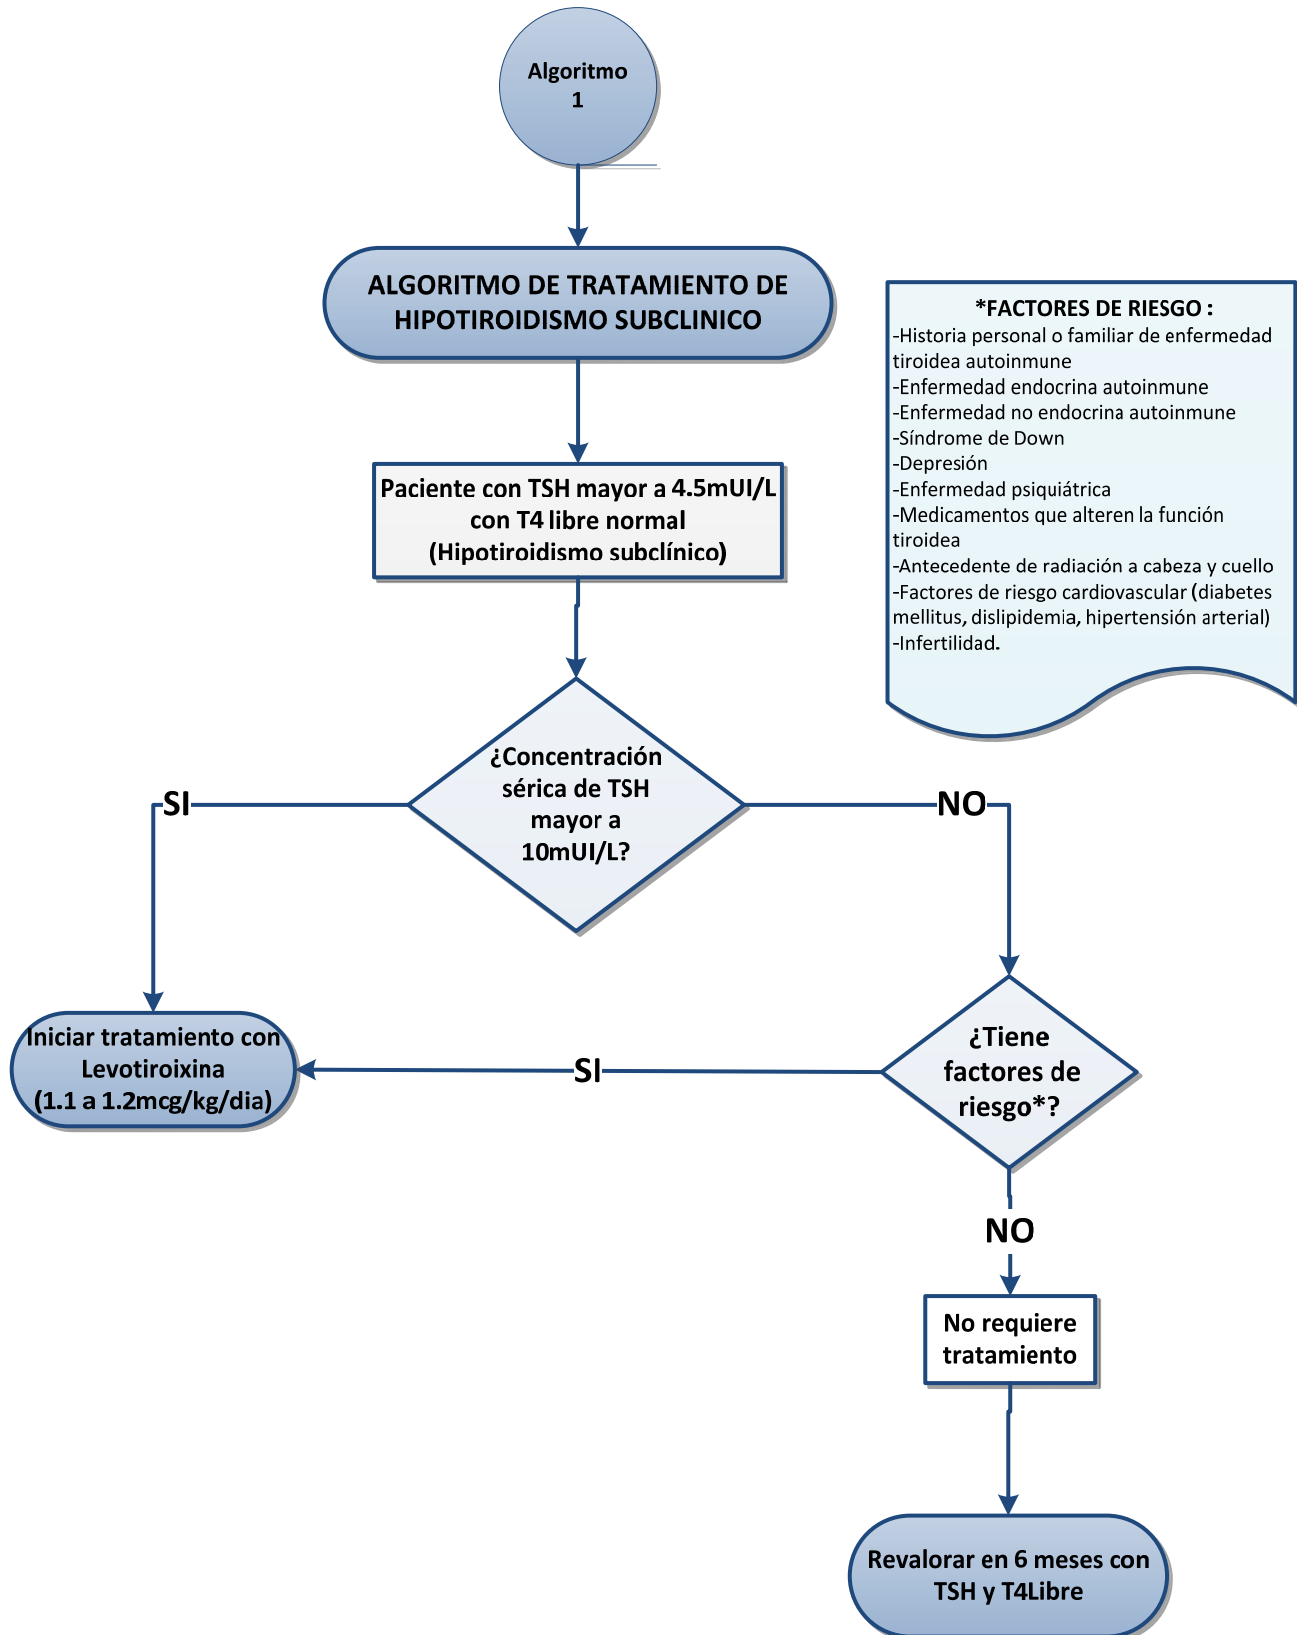 Algoritmo
1
ALGORITMO DE TRATAMIENTO DE
HIPOTIROIDISMO SUBCLINICO
*FACTORES DE RIESGO :
-Historia personal o familiar de enfermedad
tiroidea autoinmune
-Enfermedad endocrina autoinmune
-Enfermedad no endocrina autoinmune
-Síndrome de Down
-Depresión
-Enfermedad psiquiátrica
-Medicamentos que alteren la función
tiroidea
-Antecedente de radiación a cabeza y cuello
-Factores de riesgo cardiovascular (diabetes
mellitus, dislipidemia, hipertensión arterial)
-Infertilidad.
Paciente con TSH mayor a 4.5mUI/L
con T4 libre normal
(Hipotiroidismo subclínico)
¿Concentración
sérica de TSH
mayor a
10mUI/L?
SI
NO
Iniciar tratamiento con
Levotiroixina
(1.1 a 1.2mcg/kg/dia)
SI
¿Tiene
factores de
riesgo*?
NO
No requiere
tratamiento
Revalorar en 6 meses con
TSH y T4Libre